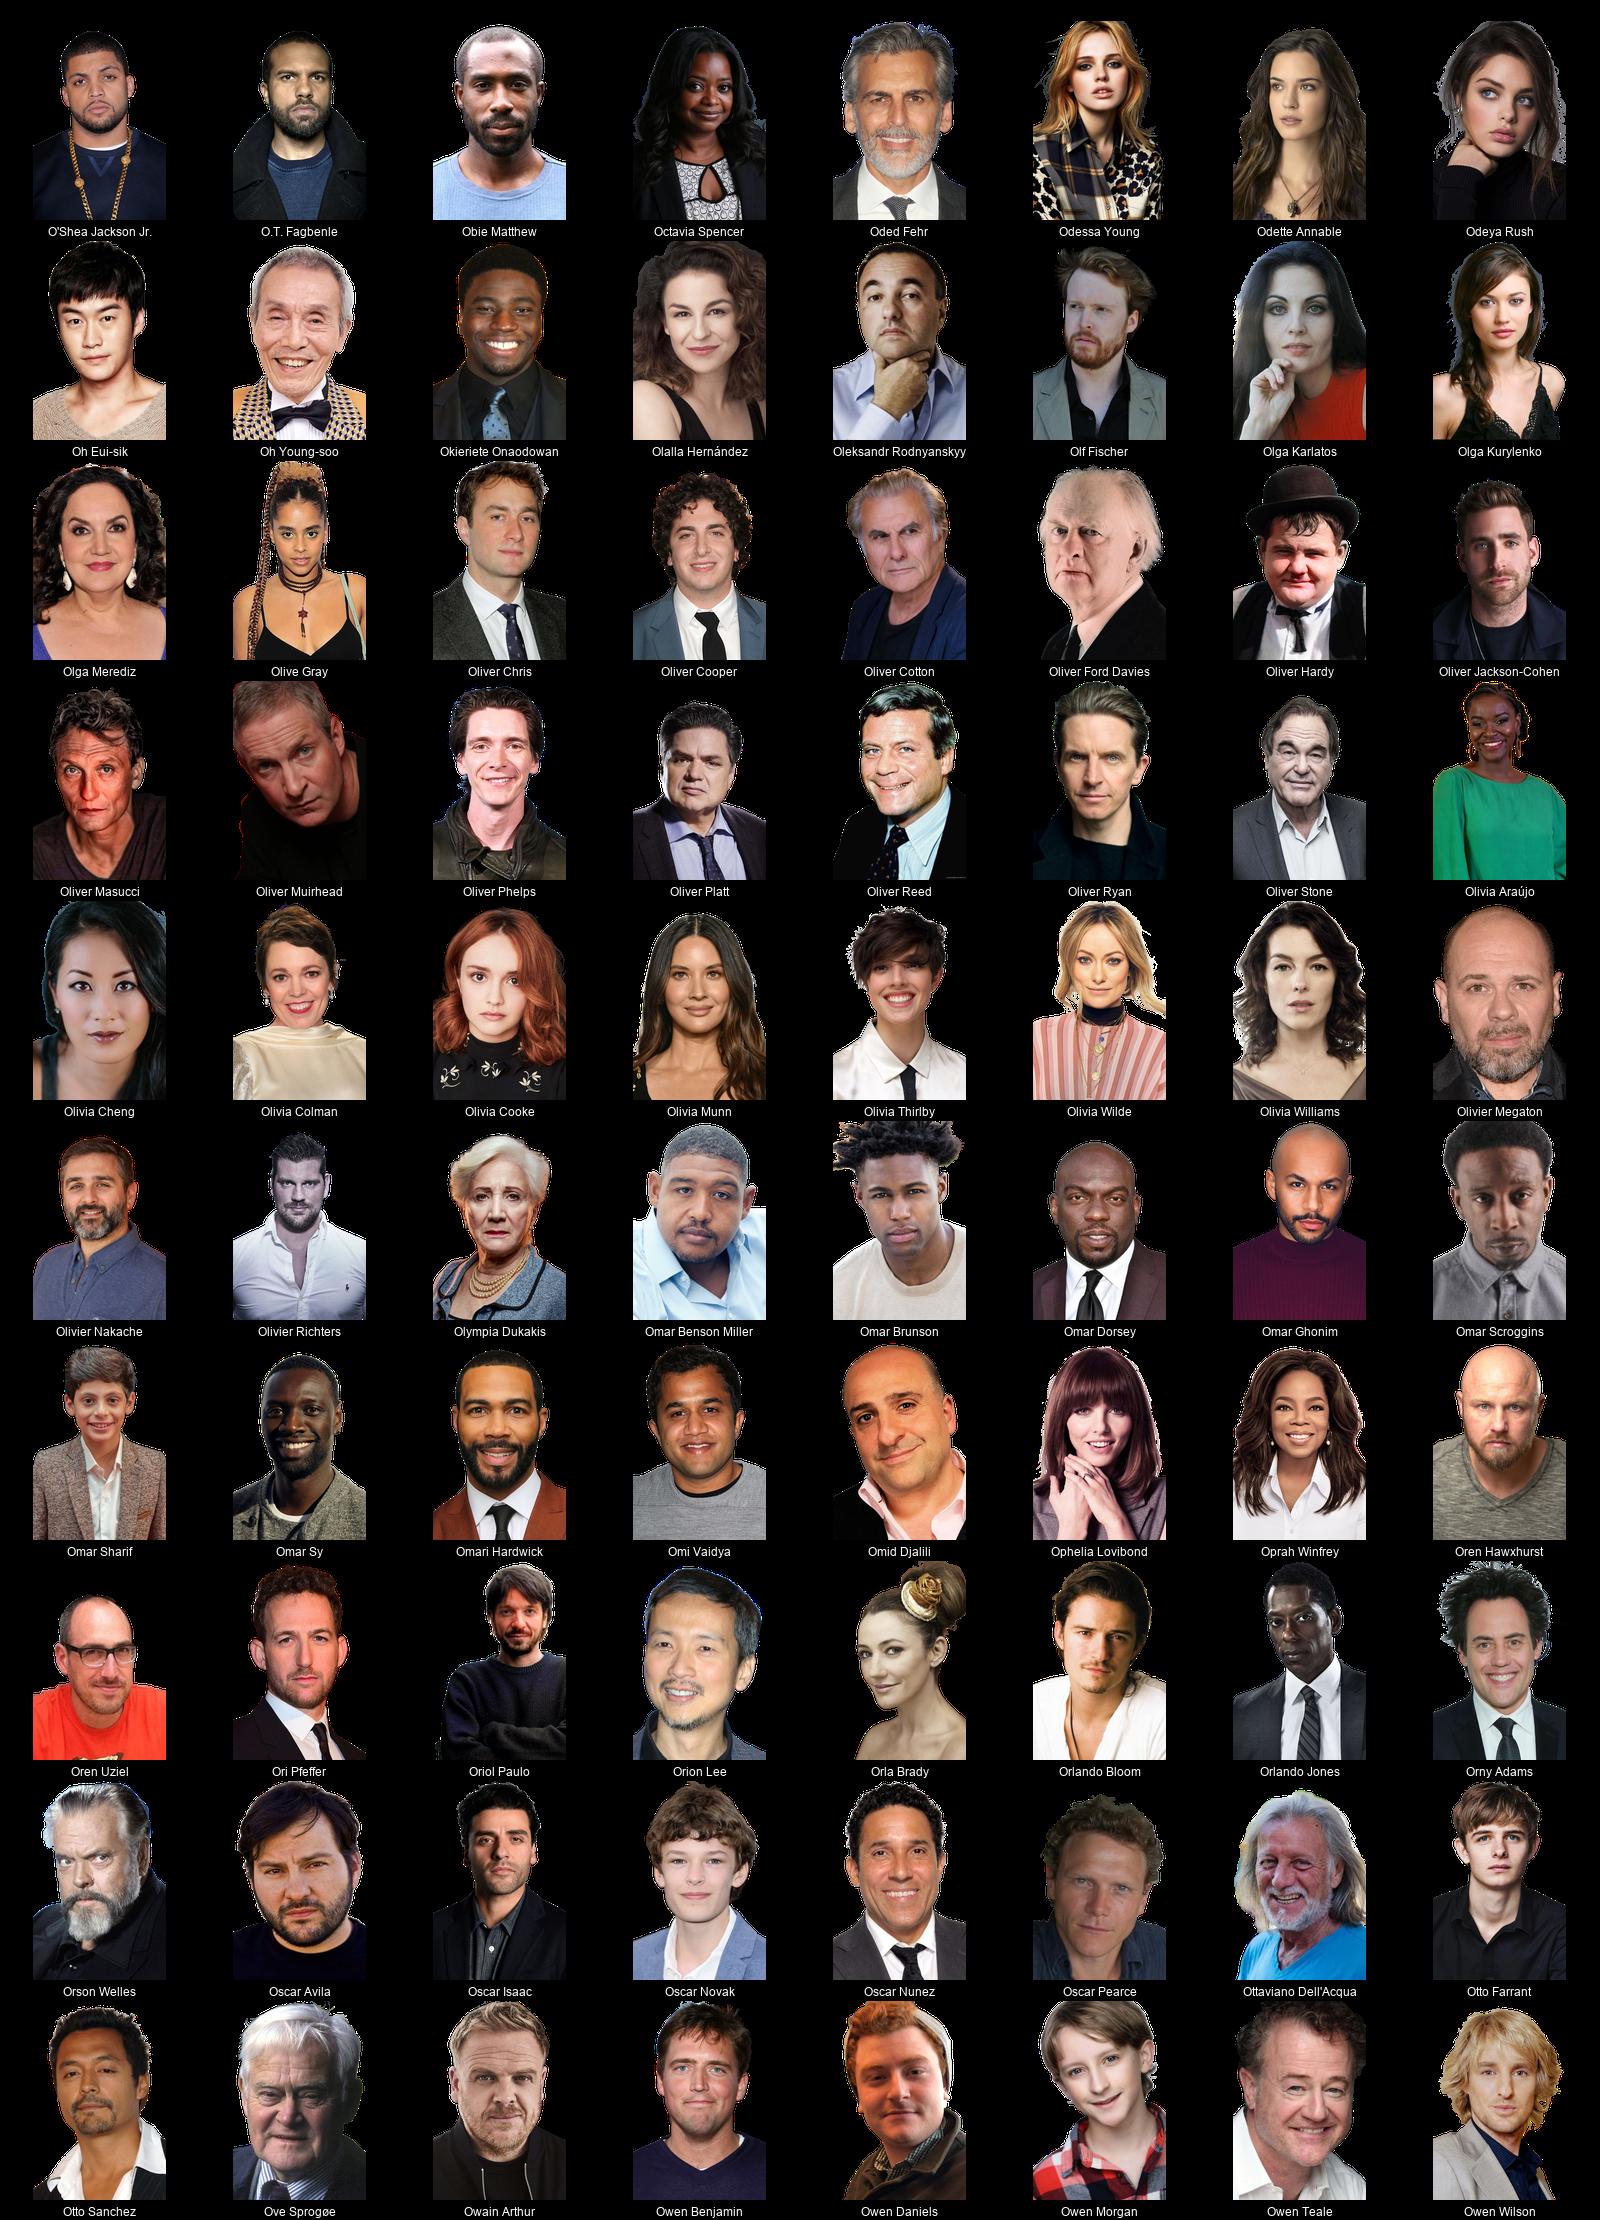 O'Shea Jackson Jr.
O.T. Fagbenle
Obie Matthew
Octavia Spencer
Oded Fehr
Odessa Young
Odette Annable
Odeya Rush
Oh Eui-sik
Oh Young-soo
Okieriete Onaodowan
Olalla Hernández
Oleksandr Rodnyanskyy
Olf Fischer
Olga Karlatos
Olga Kurylenko
Olga Merediz
Olive Gray
Oliver Chris
Oliver Cooper
Oliver Cotton
Oliver Ford Davies
Oliver Hardy
Oliver Jackson-Cohen
Oliver Masucci
Oliver Muirhead
Oliver Phelps
Oliver Platt
Oliver Reed
Oliver Ryan
Oliver Stone
Olivia Araújo
Olivia Cheng
Olivia Colman
Olivia Cooke
Olivia Munn
Olivia Thirlby
Olivia Wilde
Olivia Williams
Olivier Megaton
Olivier Nakache
Olivier Richters
Olympia Dukakis
Omar Benson Miller
Omar Brunson
Omar Dorsey
Omar Ghonim
Omar Scroggins
Omar Sharif
Omar Sy
Omari Hardwick
Omi Vaidya
Omid Djalili
Ophelia Lovibond
Oprah Winfrey
Oren Hawxhurst
Oren Uziel
Ori Pfeffer
Oriol Paulo
Orion Lee
Orla Brady
Orlando Bloom
Orlando Jones
Orny Adams
Orson Welles
Oscar Avila
Oscar Isaac
Oscar Novak
Oscar Nunez
Oscar Pearce
Ottaviano Dell'Acqua
Otto Farrant
Otto Sanchez
Ove Sprogøe
Owain Arthur
Owen Benjamin
Owen Daniels
Owen Morgan
Owen Teale
Owen Wilson